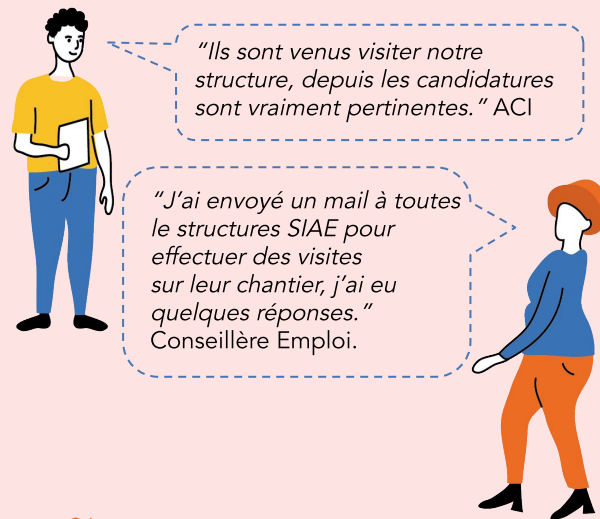 “Ils sont venus visiter notre
structure, depuis les candidatures
sont vraiment pertinentes.” ACI
“J’ai envoyé un mail à toutes
le structures SIAE pour
effectuer des visites
sur leur chantier, j’ai eu
quelques réponses.”
Conseillère Emploi.